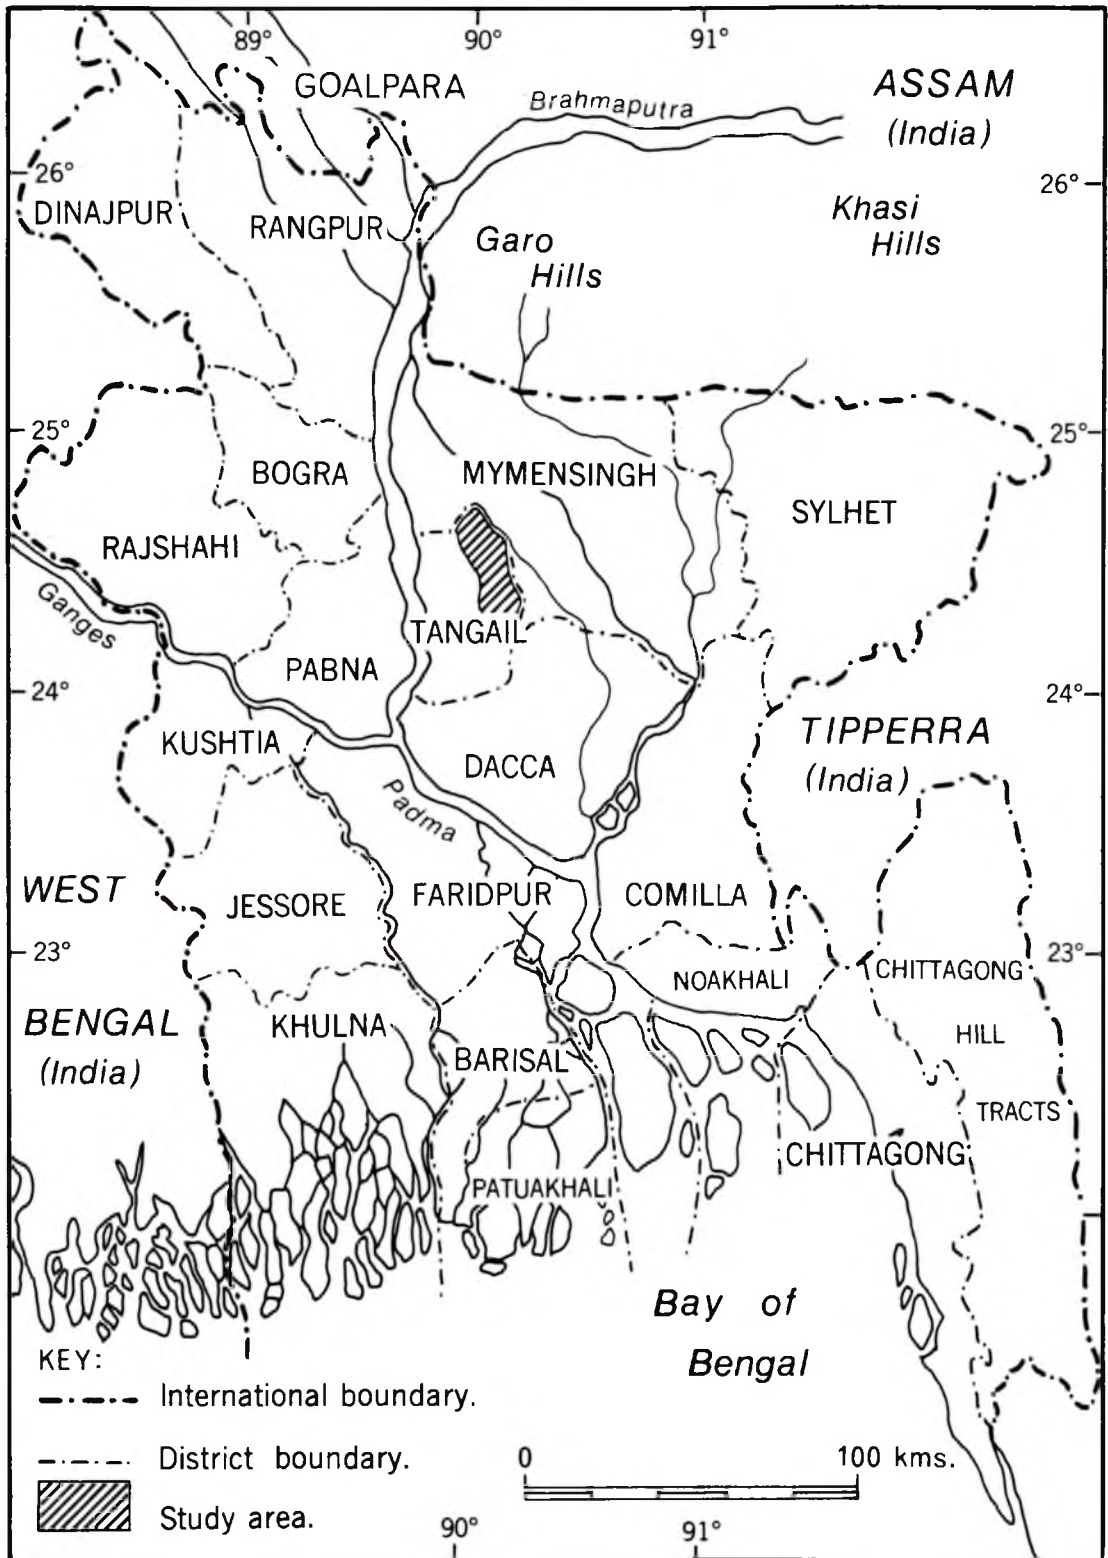 89° 90° 91°
GOALPARA
Brahmaputra
ASSAM
(India)
26° 26°
DINAJPUR
RANGPUR
Garo
Hills
Khasi
Hills
25° 25°
BOGRA
MYMENSINGH
SYLHET
RAJSHAHI
Ganges
TANGAIL
PABNA
24° 24°
KUSHTIA
TIPPERRA
(India)
DACCA
Padma
WEST
JESSORE
FARIDPUR
COMILLA
23° 23°
NOAKHALI
CHITTAGONG
BENGAL
(India)
KHULNA
HILL
BARISAL
TRACTS
CHITTAGONG
PATUAKHALI
Bay of
Bengal
KEY:
International boundary.
District boundary.
Study area.
0 100 kms.
90° 91°